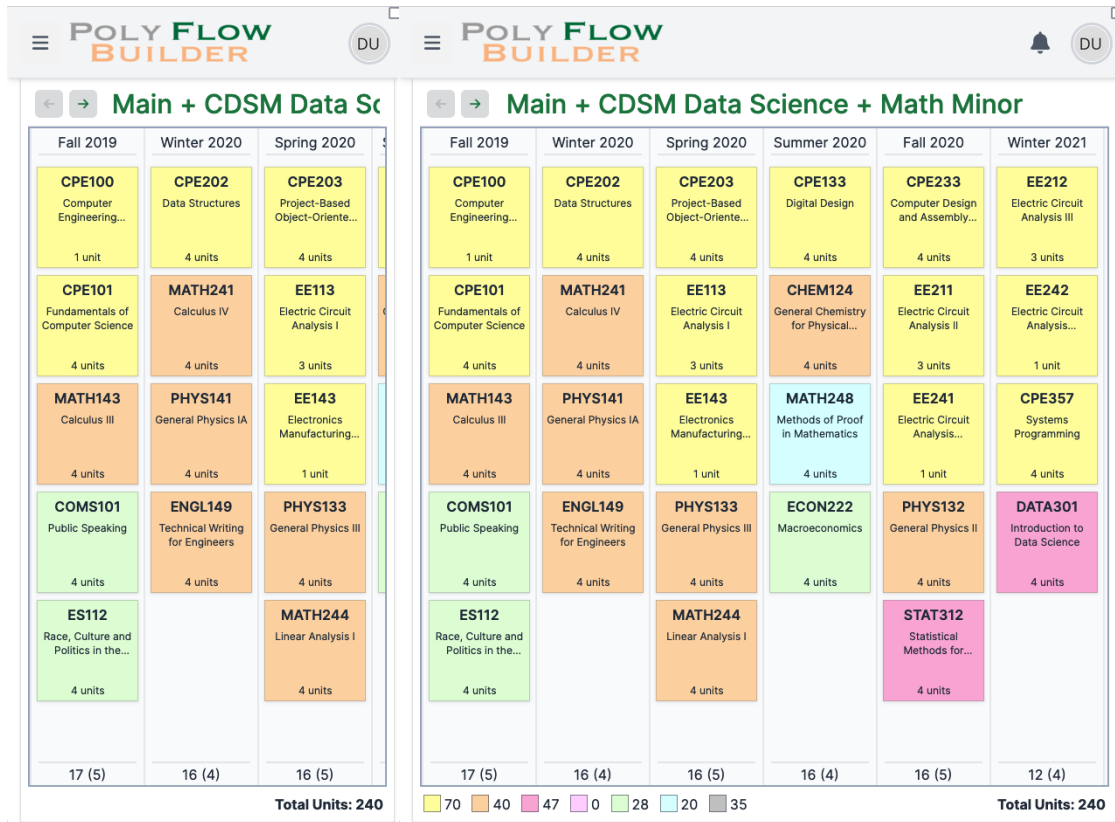 POLY FLOW
BUILDER
DU
Main + CDSM Data Sc
Fall 2019
Winter 2020
Spring 2020
CPE100
Computer
Engineering...
1 unit
CPE202
Data Structures
4 units
CPE203
Project-Based
Object-Oriente...
4 units
CPE101
Fundamentals of
Computer Science
4 units
MATH241
Calculus IV
4 units
EE113
Electric Circuit
Analysis I
3 units
MATH143
Calculus III
4 units
PHYS141
General Physics IA
4 units
EE143
Electronics
Manufacturing...
1 unit
COMS101
Public Speaking
4 units
ENGL149
Technical Writing
for Engineers
4 units
PHYS133
General Physics III
4 units
ES112
Race, Culture and
Politics in the...
4 units
MATH244
Linear Analysis I
4 units
17 (5)
16 (4)
16 (5)
Total Units: 240
POLY FLOW
BUILDER
DU
Main + CDSM Data Science + Math Minor
Fall 2019
Winter 2020
Spring 2020
Summer 2020
Fall 2020
Winter 2021
CPE100
Computer
Engineering...
1 unit
CPE202
Data Structures
4 units
CPE203
Project-Based
Object-Oriente...
4 units
CPE133
Digital Design
4 units
CPE233
Computer Design
and Assembly...
4 units
EE212
Electric Circuit
Analysis III
3 units
CPE101
Fundamentals of
Computer Science
4 units
MATH241
Calculus IV
4 units
EE113
Electric Circuit
Analysis I
3 units
CHEM124
General Chemistry
for Physical...
4 units
EE211
Electric Circuit
Analysis II
3 units
EE242
Electric Circuit
Analysis...
1 unit
MATH143
Calculus III
4 units
PHYS141
General Physics IA
4 units
EE143
Electronics
Manufacturing...
1 unit
MATH248
Methods of Proof
in Mathematics
4 units
EE241
Electric Circuit
Analysis...
1 unit
CPE357
Systems
Programming
4 units
COMS101
Public Speaking
4 units
ENGL149
Technical Writing
for Engineers
4 units
PHYS133
General Physics III
4 units
ECON222
Macroeconomics
4 units
PHYS132
General Physics II
4 units
DATA301
Introduction to
Data Science
4 units
ES112
Race, Culture and
Politics in the...
4 units
MATH244
Linear Analysis I
4 units
STAT312
Statistical
Methods for...
4 units
17 (5)
16 (4)
16 (5)
16 (4)
16 (5)
12 (4)
70 40 47 0 28 20 35
Total Units: 240